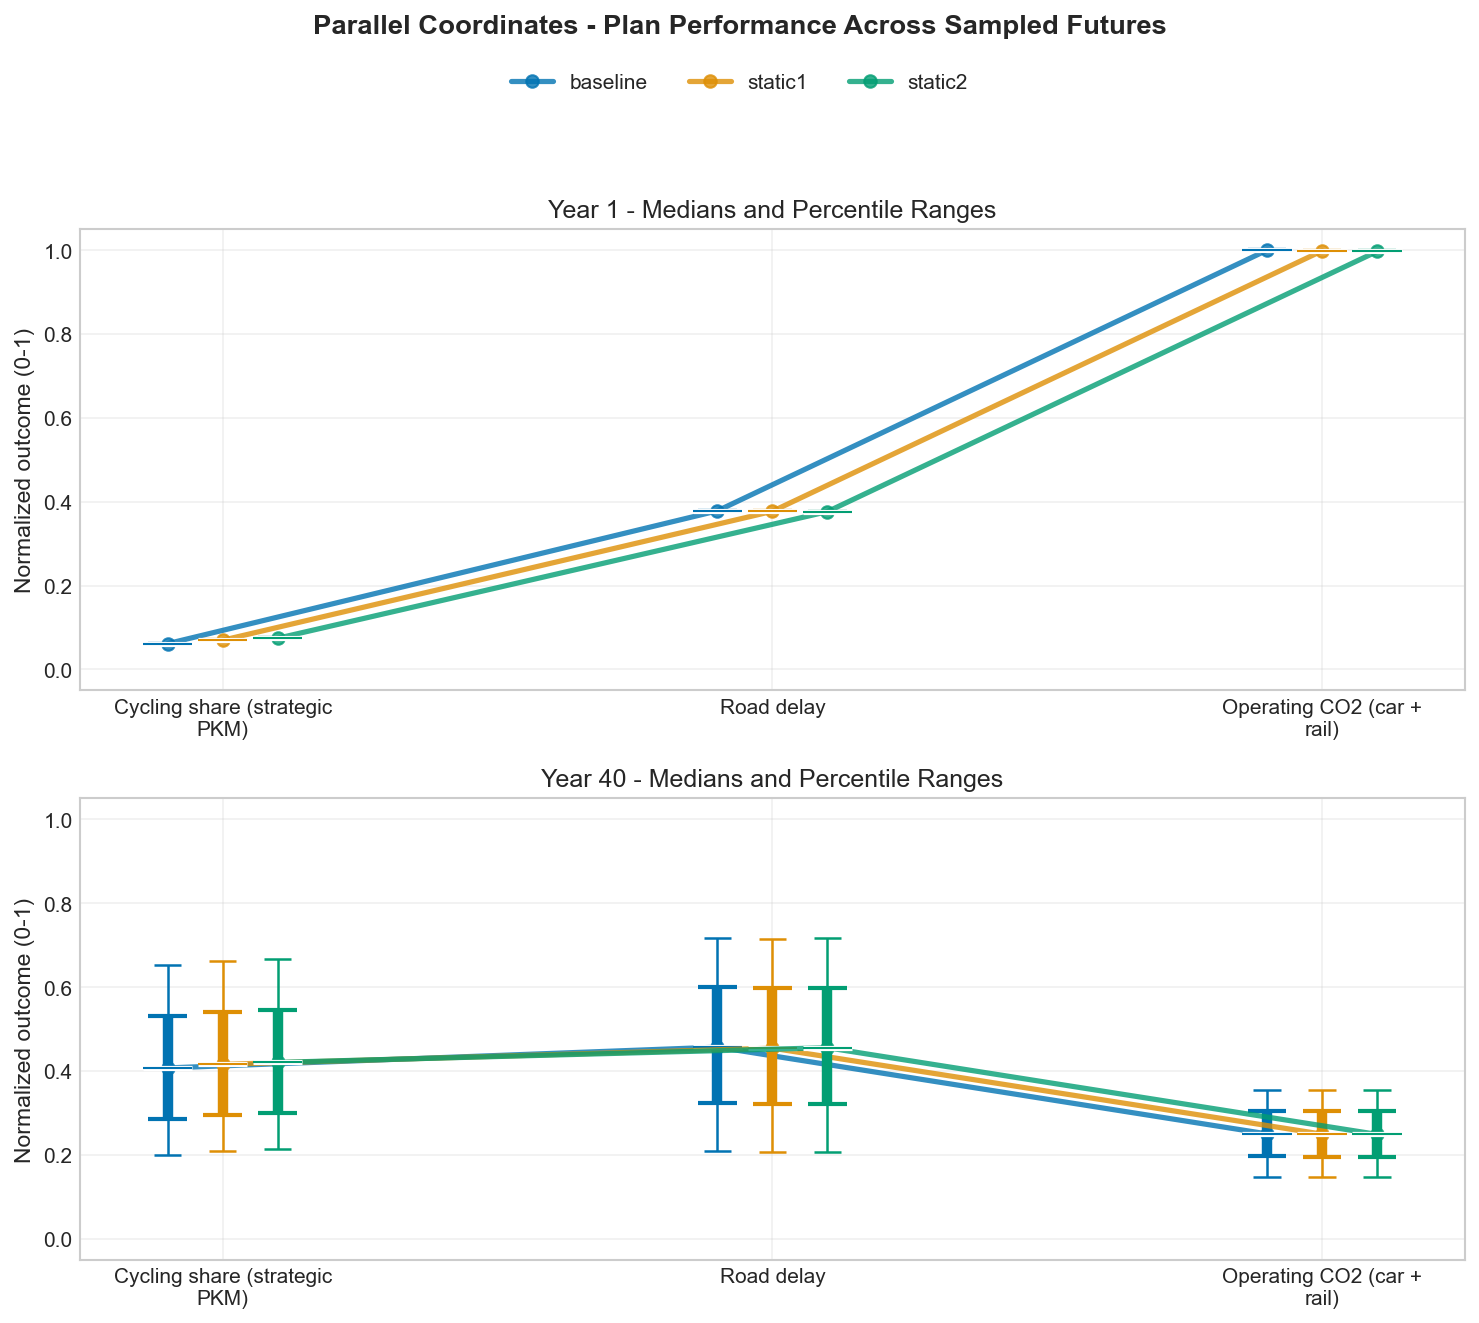 Parallel Coordinates - Plan Performance Across Sampled Futures
baseline static1 static2
Year 1 - Medians and Percentile Ranges
Normalized outcome (0-1)
1.0
0.8
0.6
0.4
0.2
0.0
Cycling share (strategic
PKM)
Road delay
Operating CO2 (car +
rail)
Year 40 - Medians and Percentile Ranges
Normalized outcome (0-1)
1.0
0.8
0.6
0.4
0.2
0.0
Cycling share (strategic
PKM)
Road delay
Operating CO2 (car +
rail)